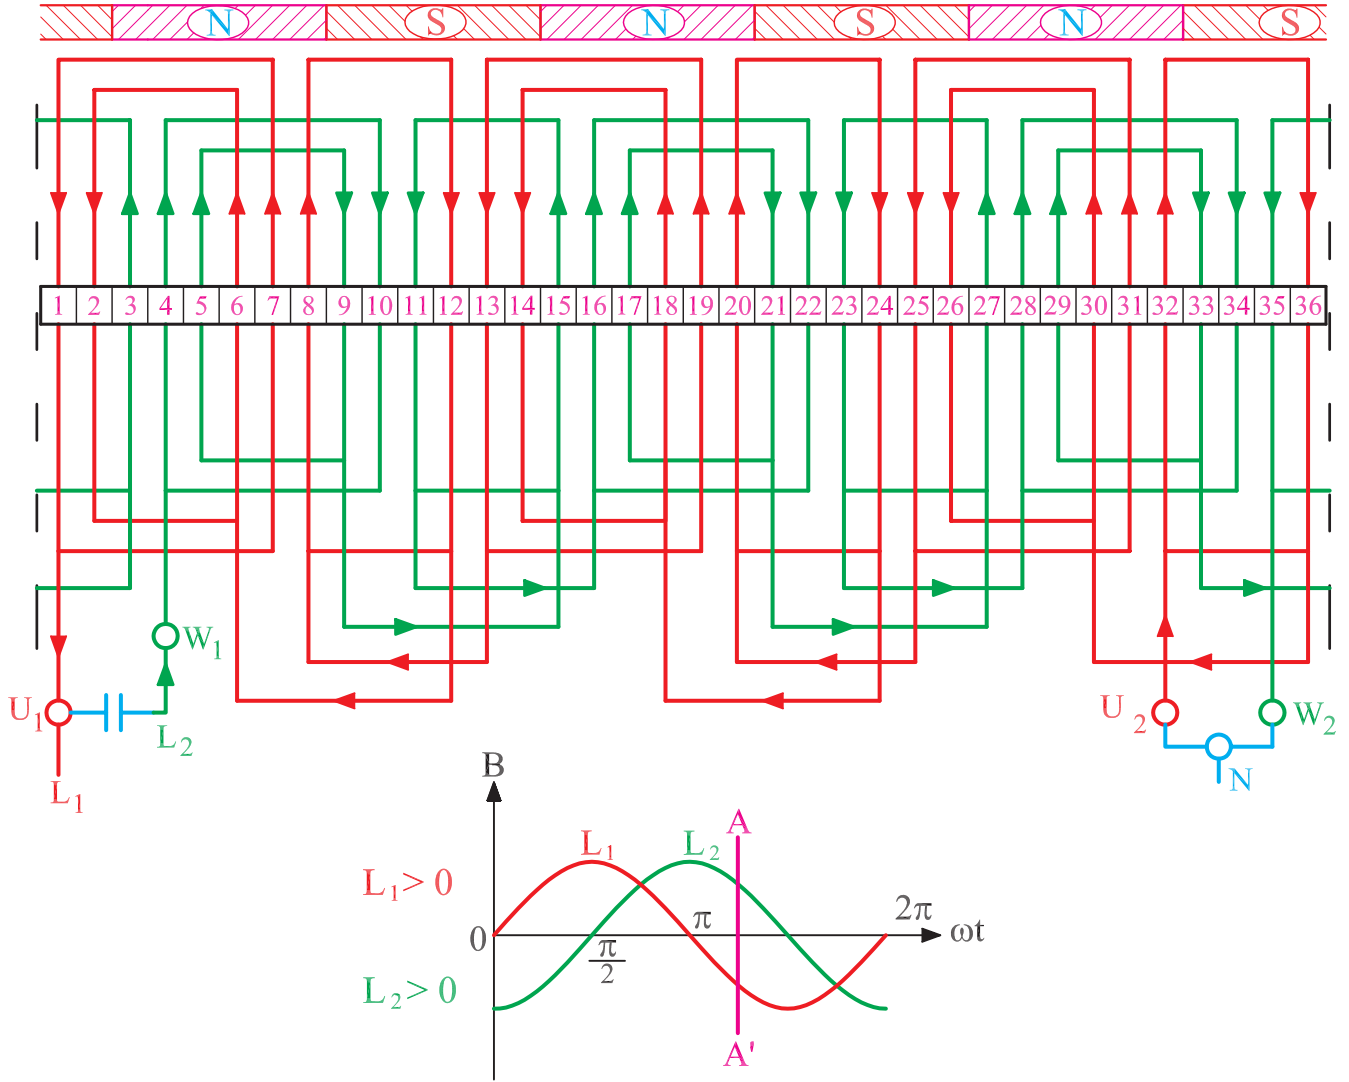 N S N S N S
1 2 3 4 5 6 7 8 9 10 11 12 13 14 15 16 17 18 19 20 21 22 23 24 25 26 27 28 29 30 31 32 33 34 35 36
W1
U1 L2 U2 W2
L1 N
B
A
L1 L2
L1> 0
2π
π
0 ωt
π/2
L2> 0
A'